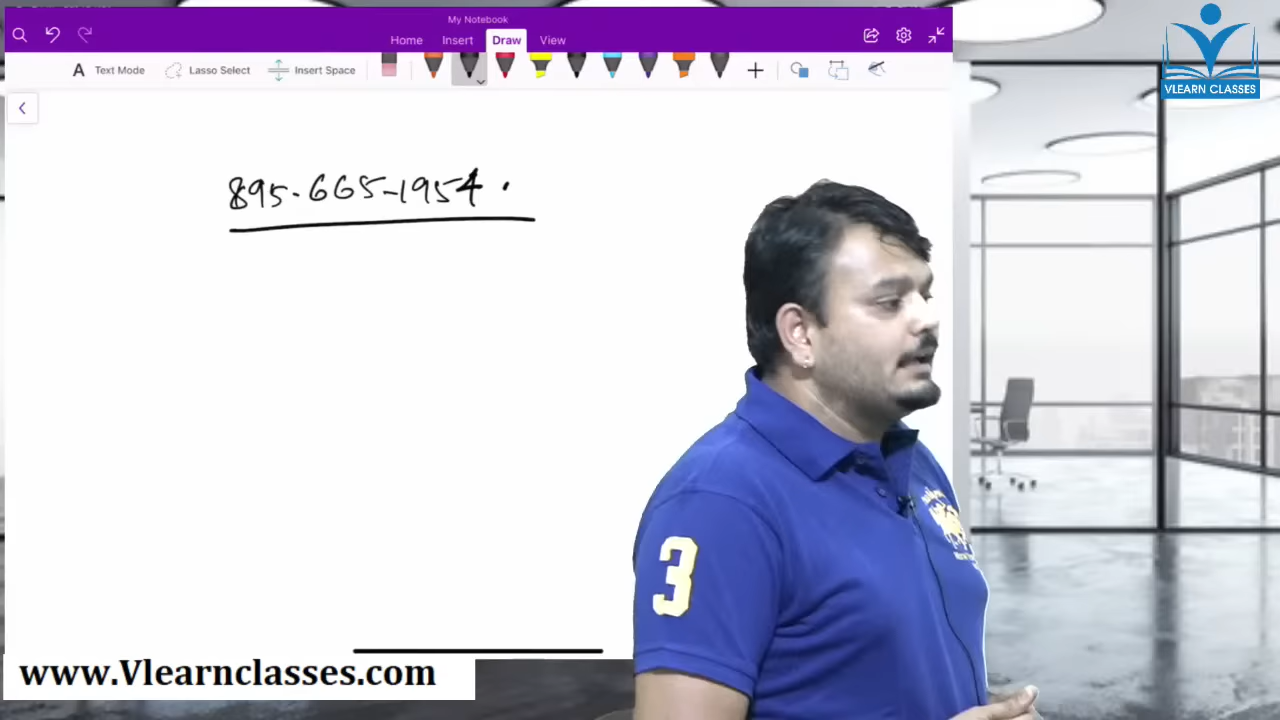 My Notebook
Home Insert Draw View
A Text Mode Lasso Select Insert Space
895-665-1954.
3
VLEARN CLASSES
www.Vlearnclasses.com